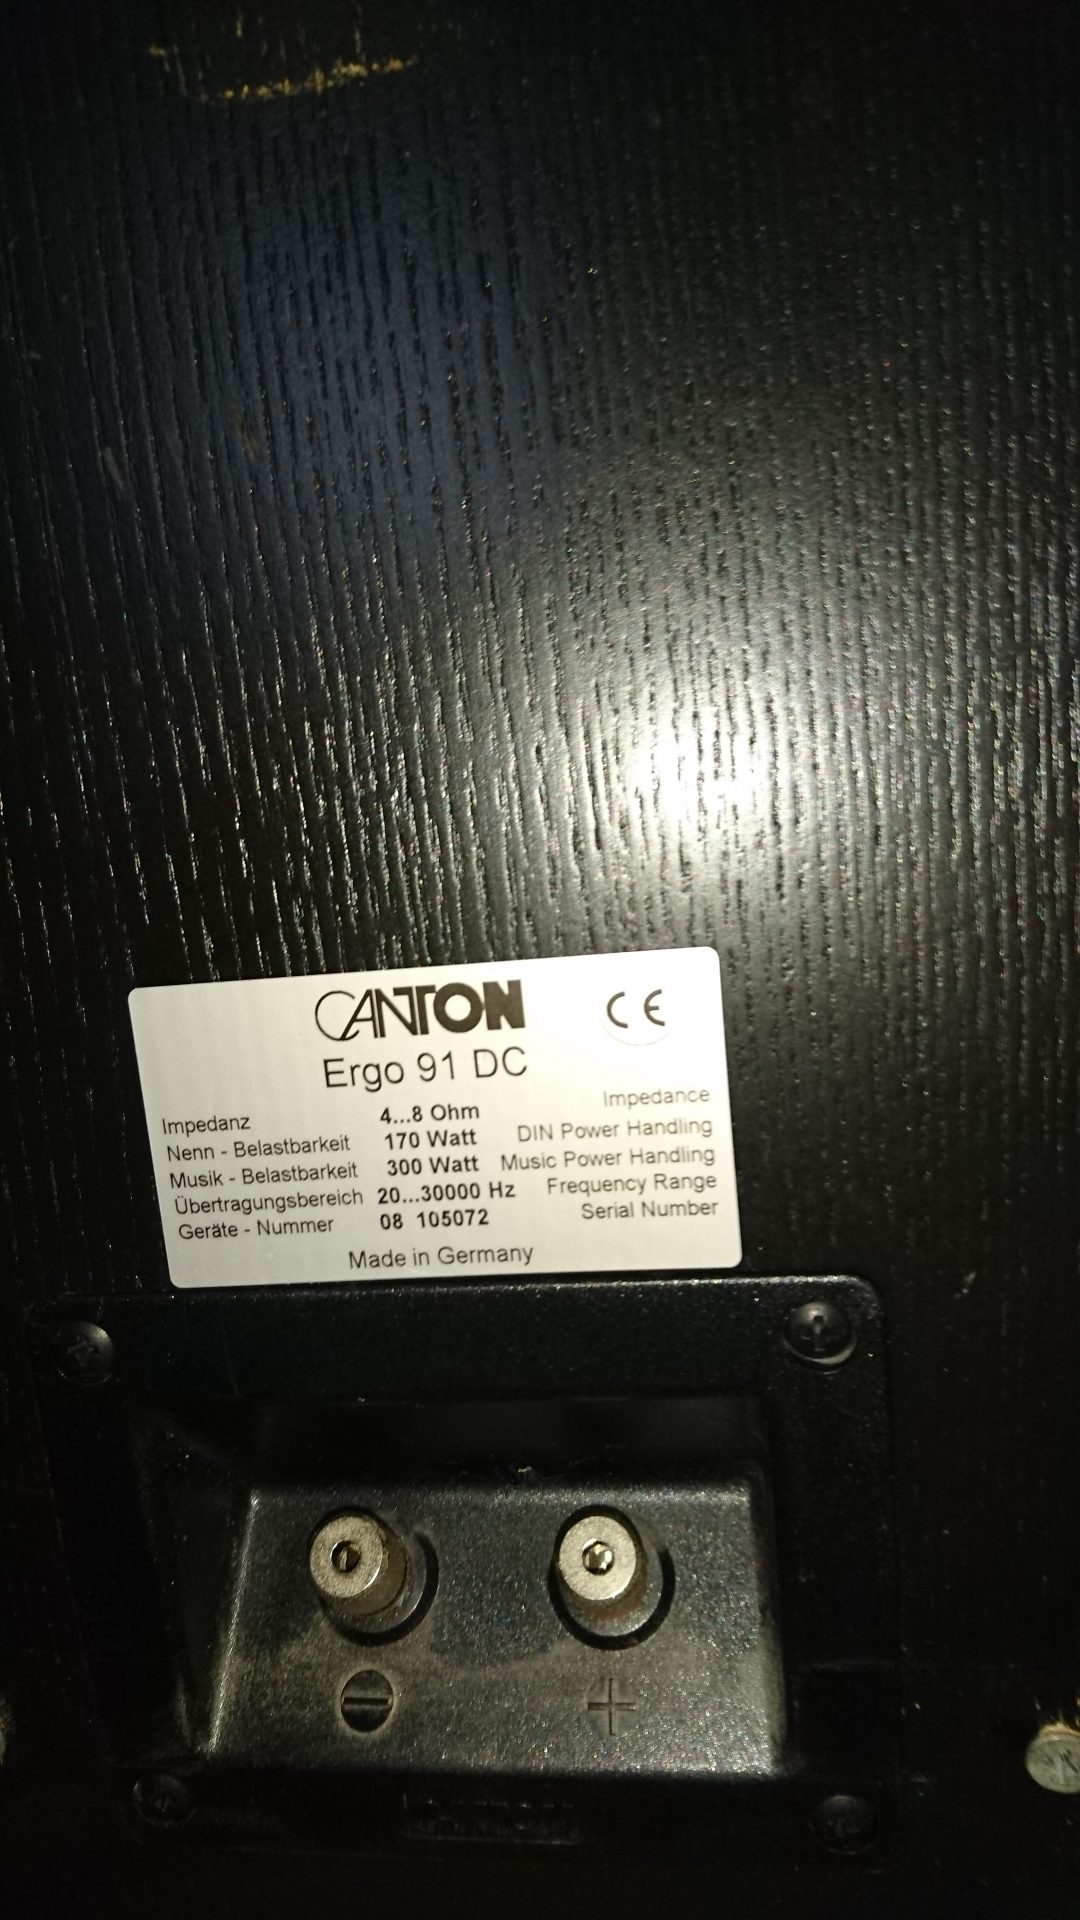 CANTON
CE
Ergo 91 DC
Impedanz 4...8 Ohm Impedance
Nenn - Belastbarkeit 170 Watt DIN Power Handling
Musik - Belastbarkeit 300 Watt Music Power Handling
Übertragungsbereich 20...30000 Hz Frequency Range
Geräte - Nummer 08 105072 Serial Number
Made in Germany
- +
CANTON